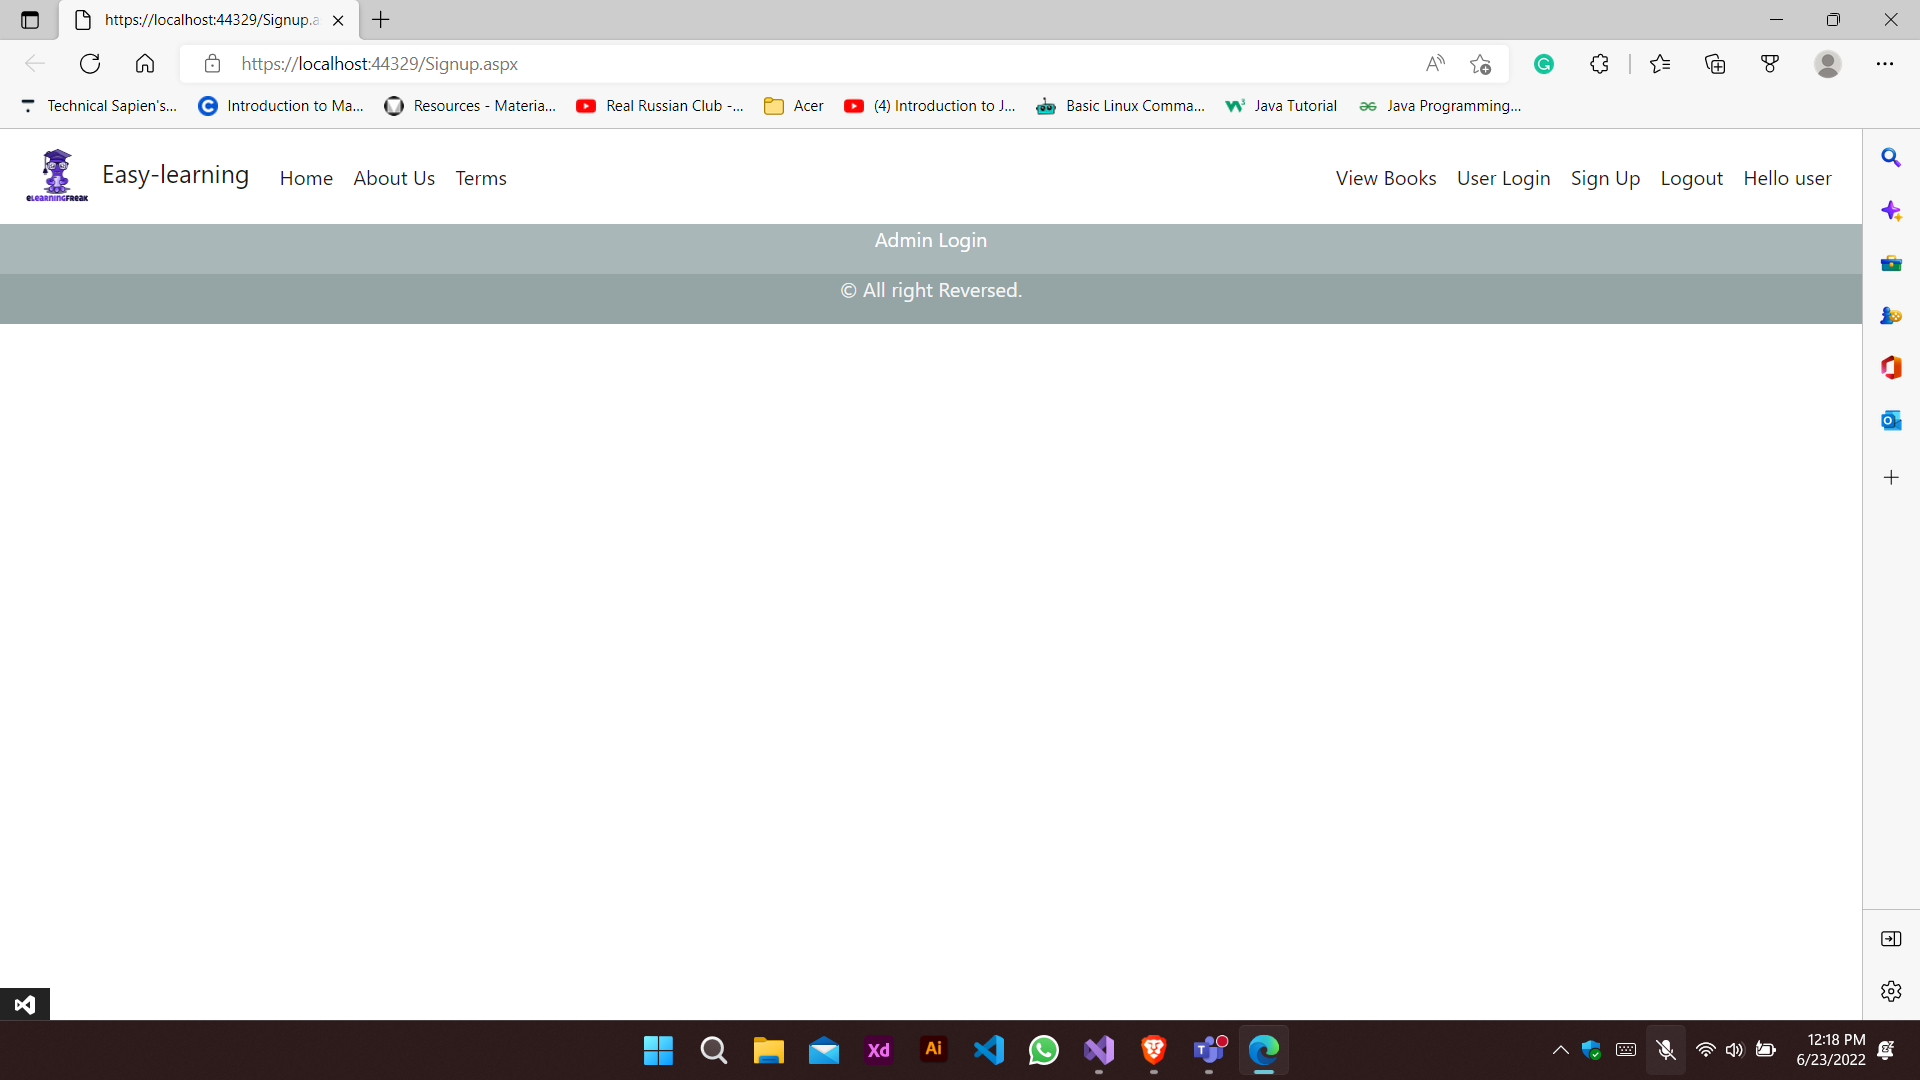 https://localhost:44329/Signup.a
https://localhost:44329/Signup.aspx
Technical Sapien's... Introduction to Ma... Resources - Materia... Real Russian Club -... Acer (4) Introduction to J... Basic Linux Comma... Java Tutorial Java Programming...
eLEARNINGFREAK Easy-learning Home About Us Terms View Books User Login Sign Up Logout Hello user
Admin Login
© All right Reversed.
Xd Ai
12:18 PM
6/23/2022